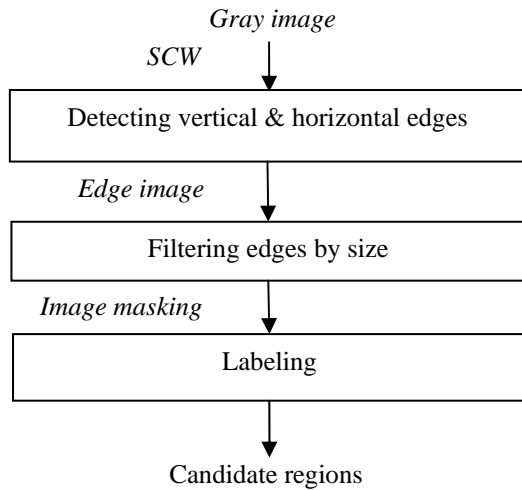 Gray image
SCW
Detecting vertical & horizontal edges
Edge image
Filtering edges by size
Image masking
Labeling
Candidate regions